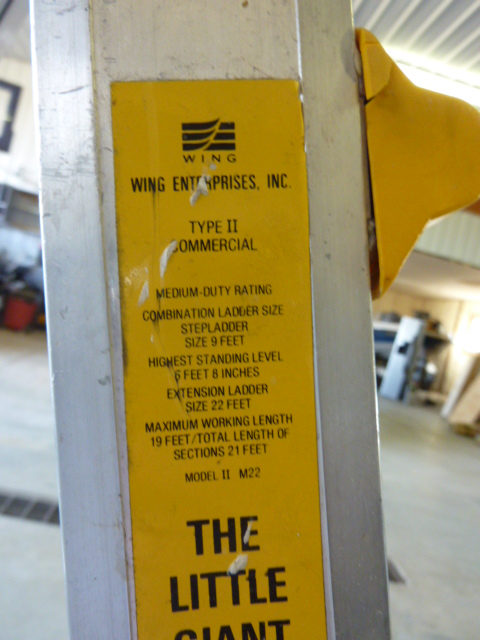 WING
WING ENTERPRISES, INC.
TYPE II
COMMERCIAL
MEDIUM-DUTY RATING
COMBINATION LADDER SIZE
STEPLADDER
SIZE 9 FEET
HIGHEST STANDING LEVEL
6 FEET 8 INCHES
EXTENSION LADDER
SIZE 22 FEET
MAXIMUM WORKING LENGTH
19 FEET/TOTAL LENGTH OF
SECTIONS 21 FEET
MODEL II M22
THE
LITTLE
GIANT